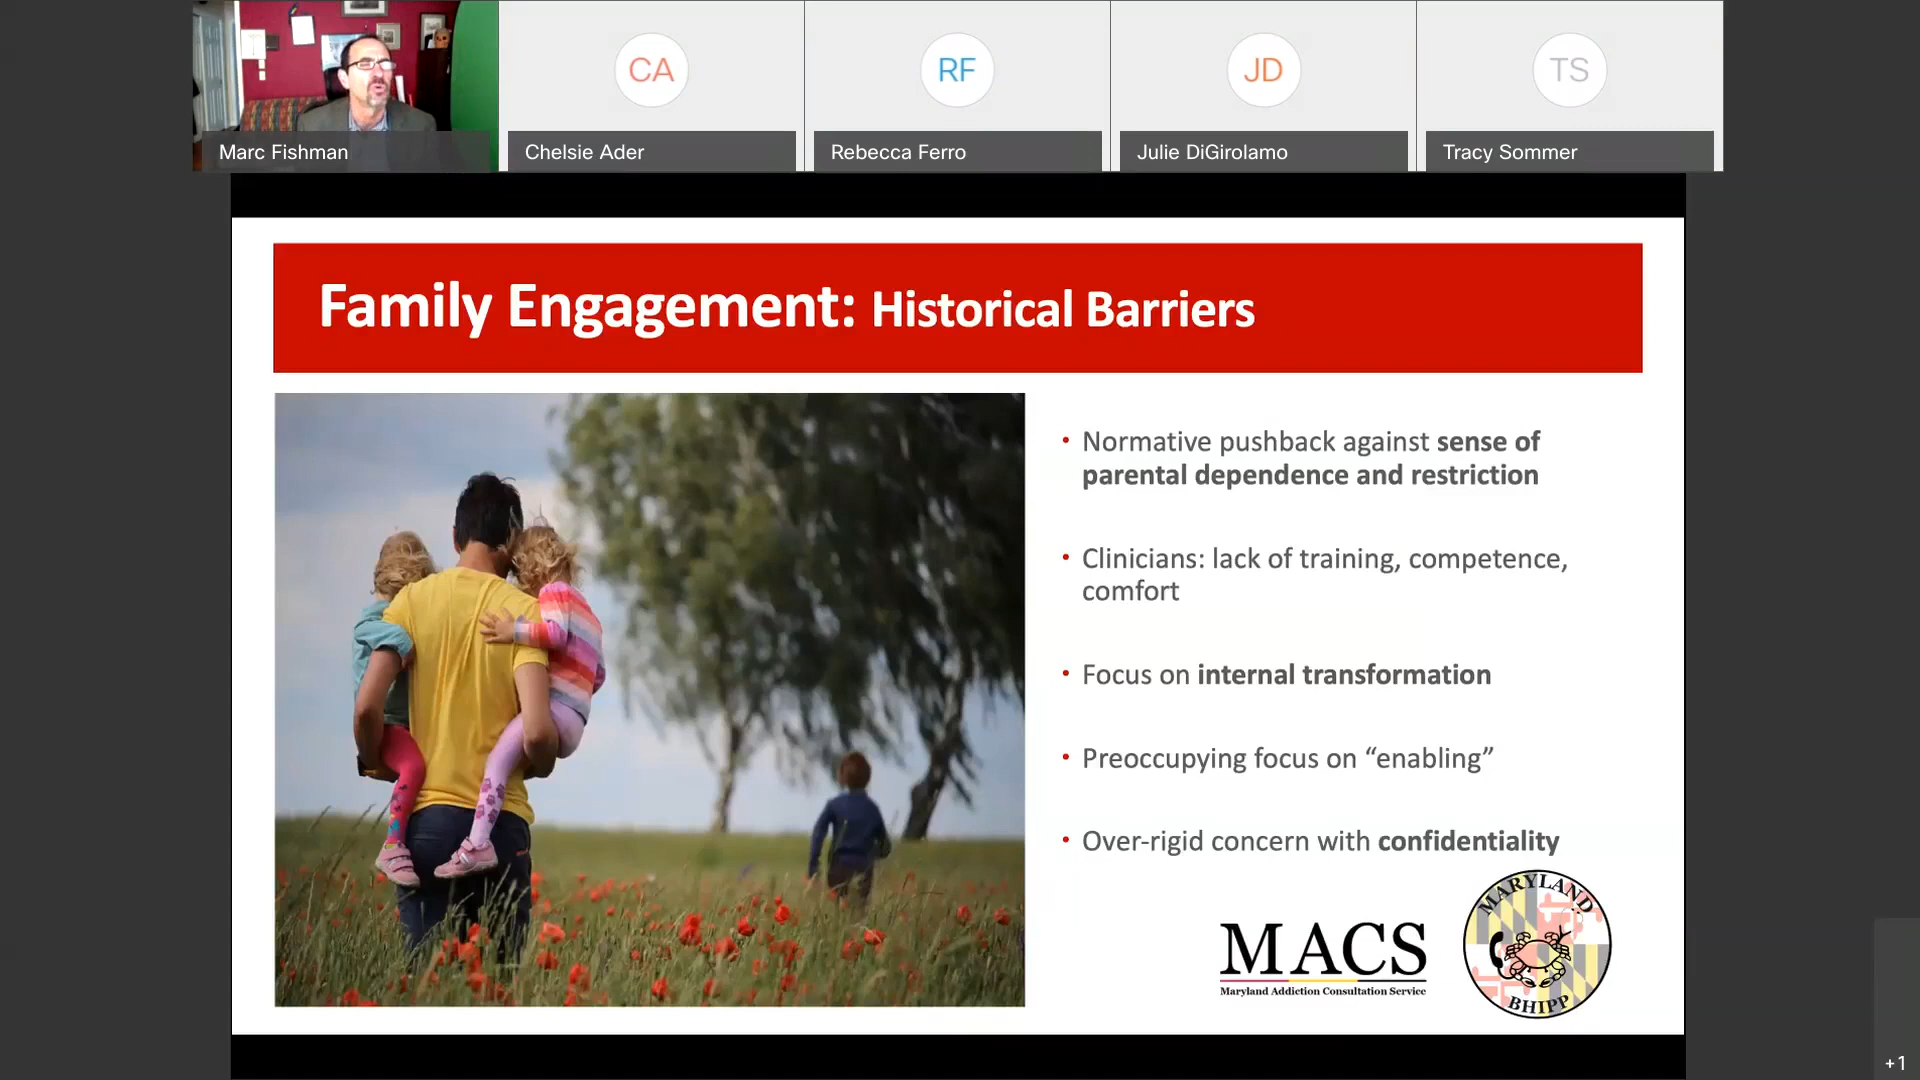 CA
RF
JD
TS
Marc Fishman
Chelsie Ader
Rebecca Ferro
Julie DiGirolamo
Tracy Sommer
Family Engagement: Historical Barriers
• Normative pushback against sense of
parental dependence and restriction
• Clinicians: lack of training, competence,
comfort
• Focus on internal transformation
• Preoccupying focus on “enabling”
• Over-rigid concern with confidentiality
MACS
Maryland Addiction Consultation Service
MARYLAND
BHIPP
+1